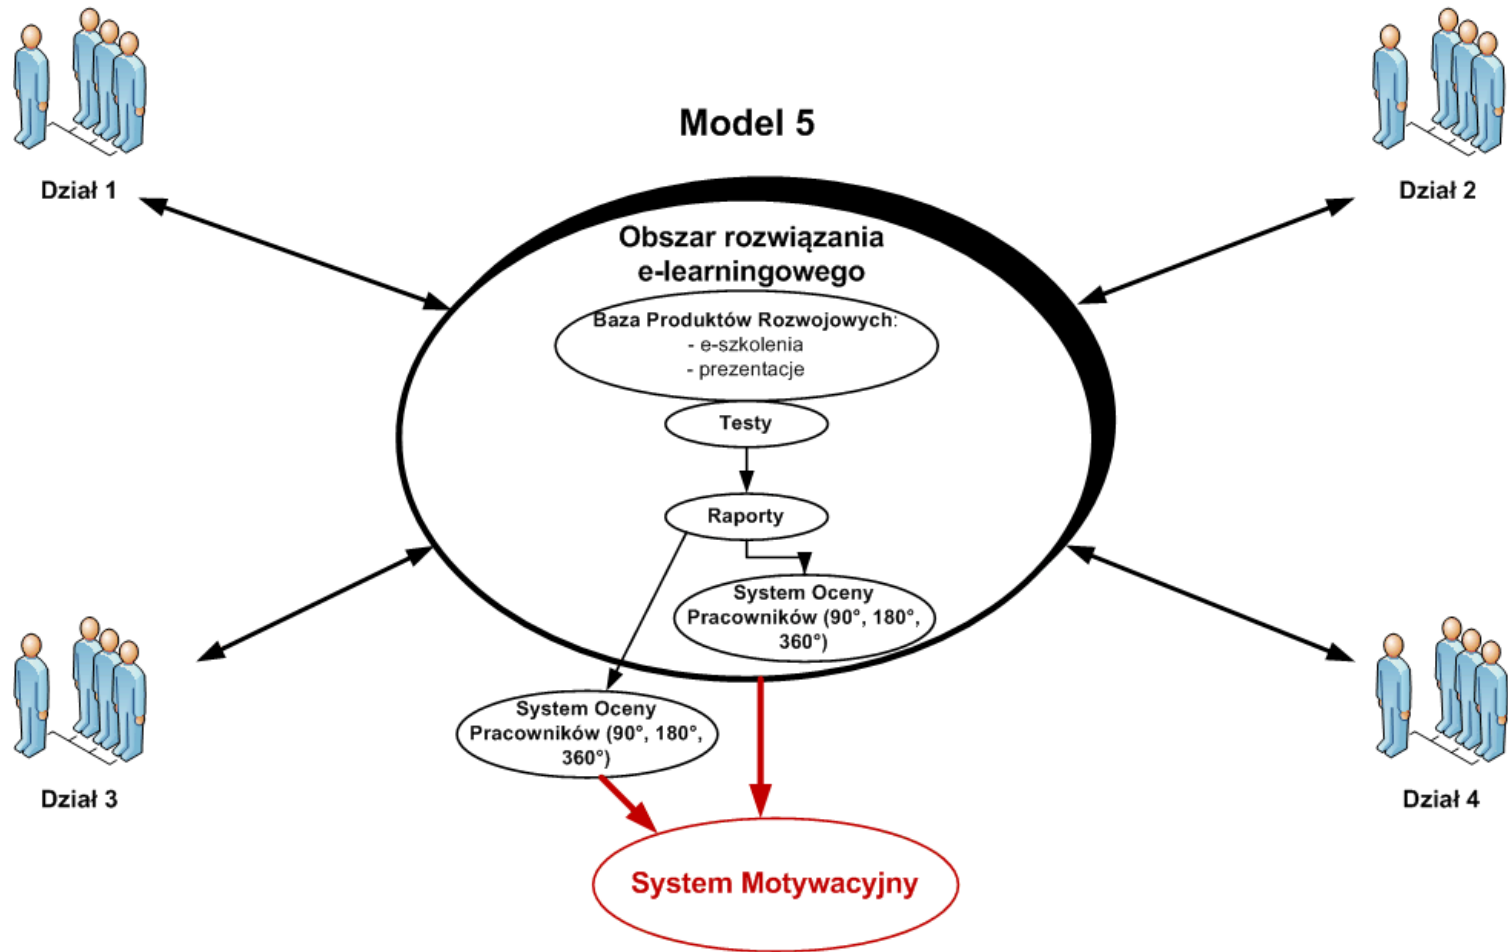 Model 5
Dział 1
Dział 2
Obszar rozwiązania
e-learningowego
Baza Produktów Rozwojowych:
- e-szkolenia
- prezentacje
Testy
Raporty
System Oceny
Pracowników (90°, 180°,
360°)
System Oceny
Pracowników (90°, 180°,
360°)
Dział 3
Dział 4
System Motywacyjny